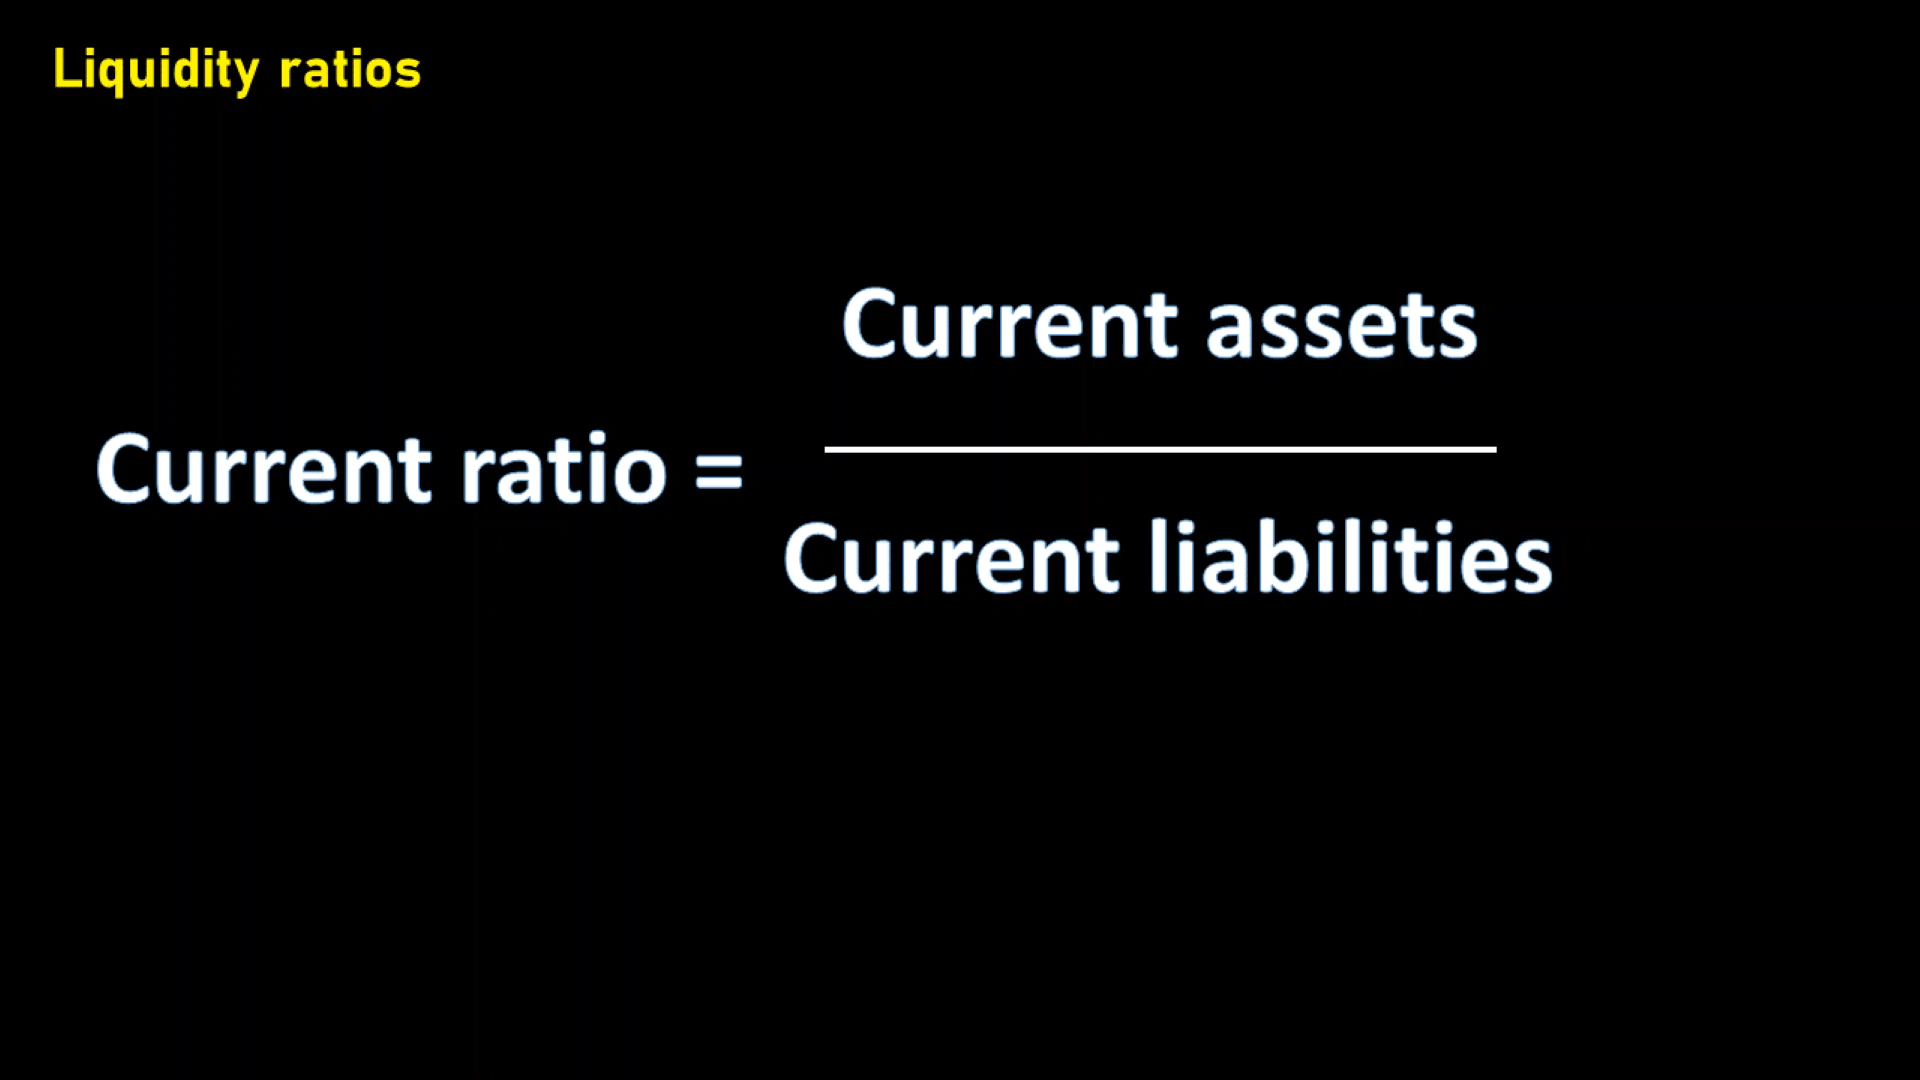 Liquidity ratios
Current assets
Current ratio =
Current liabilities